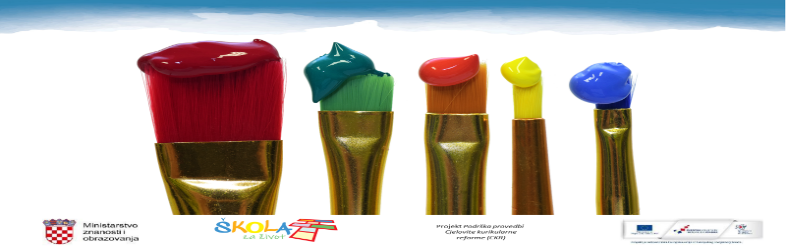 Ministarstvo
znanosti i
obrazovanja
ŠKOLA
za život
Projekt Podrška provedbi
Cjelovite kurikularne
reforme (CKR)